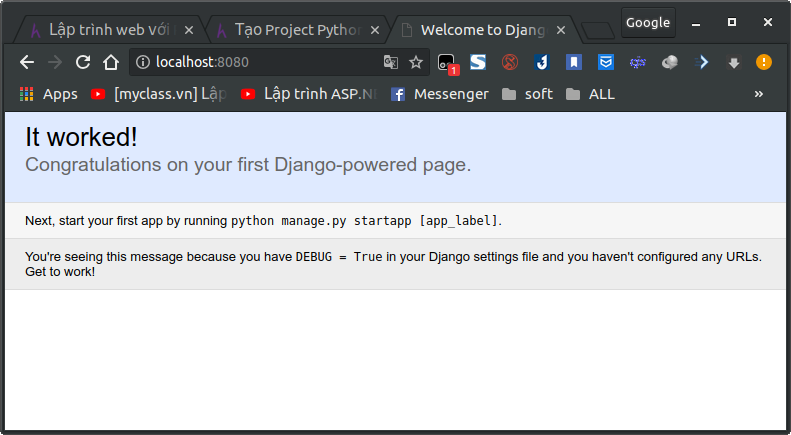 Lập trình web với
Tạo Project Python
Welcome to Djang
Google
localhost:8080
1
Apps
[myclass.vn] Lập
Lập trình ASP.N
Messenger
soft
ALL
»
It worked!
Congratulations on your first Django-powered page.
Next, start your first app by running python manage.py startapp [app_label].
You're seeing this message because you have DEBUG = True in your Django settings file and you haven't configured any URLs.
Get to work!